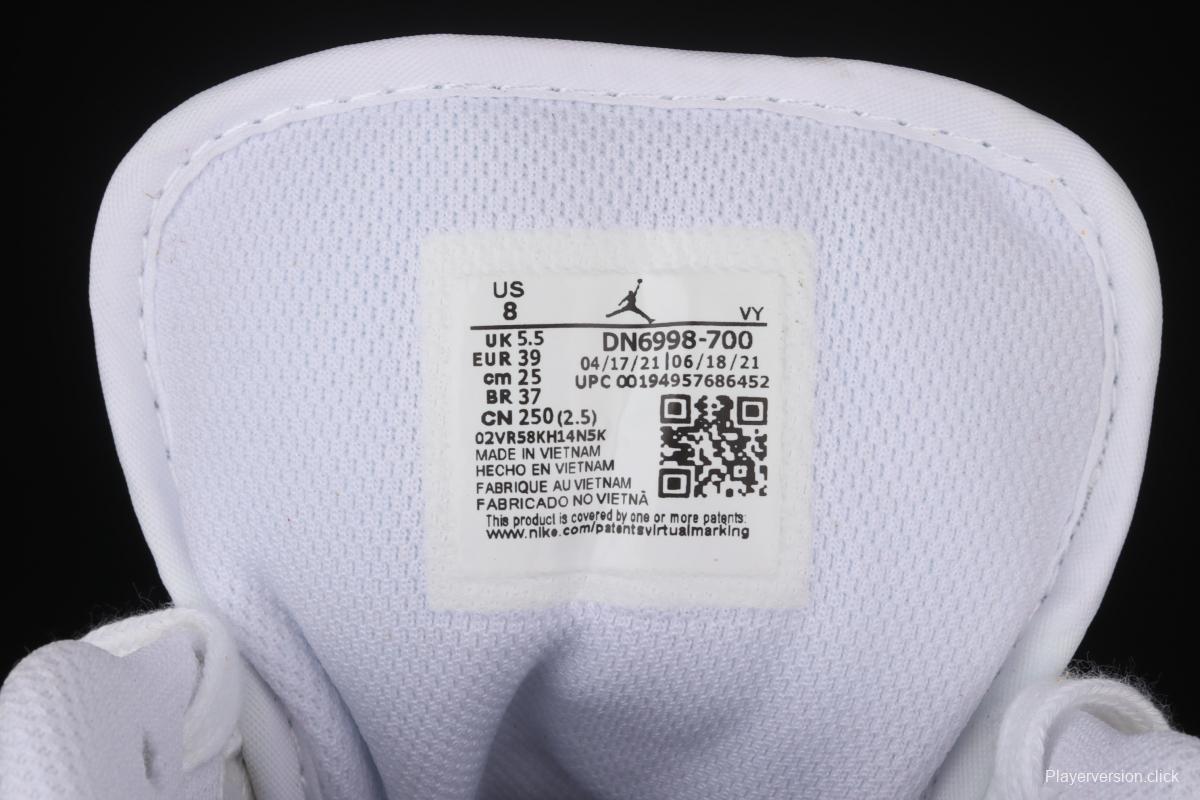 US
8
VY
UK 5.5
EUR 39
cm 25
BR 37
CN 250 (2.5)
DN6998-700
04/17/21|06/18/21
UPC 00194957686452
02VR58KH14N5K
MADE IN VIETNAM
HECHO EN VIETNAM
FABRIQUE AU VIETNAM
FABRICADO NO VIETNÃ
This product is covered by one or more patents:
www.nike.com/patentsvirtualmarking
Playerversion.click